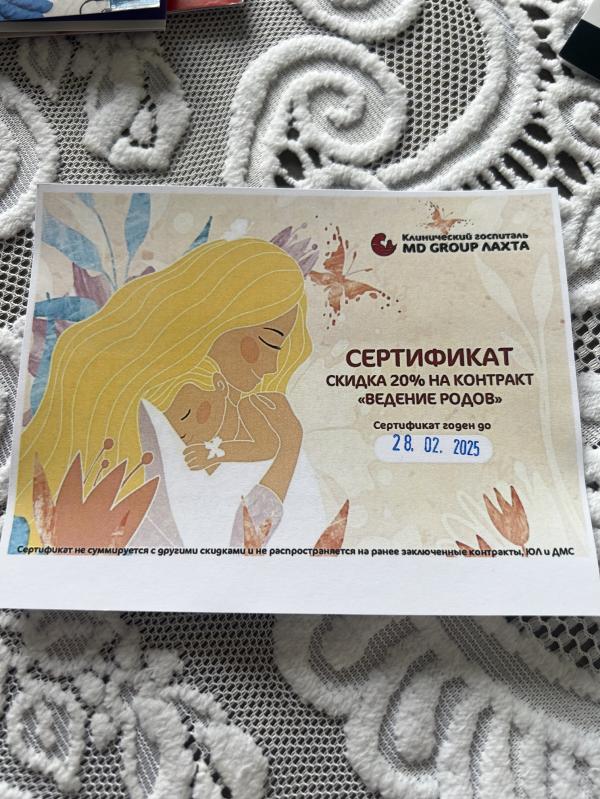 Клинический госпиталь
MD GROUP ЛАХТА
СЕРТИФИКАТ
СКИДКА 20% НА КОНТРАКТ
«ВЕДЕНИЕ РОДОВ»
Сертификат годен до
28. 02. 2025
Сертификат не суммируется с другими скидками и не распространяется на ранее заключенные контракты, ЮЛ и ДМС